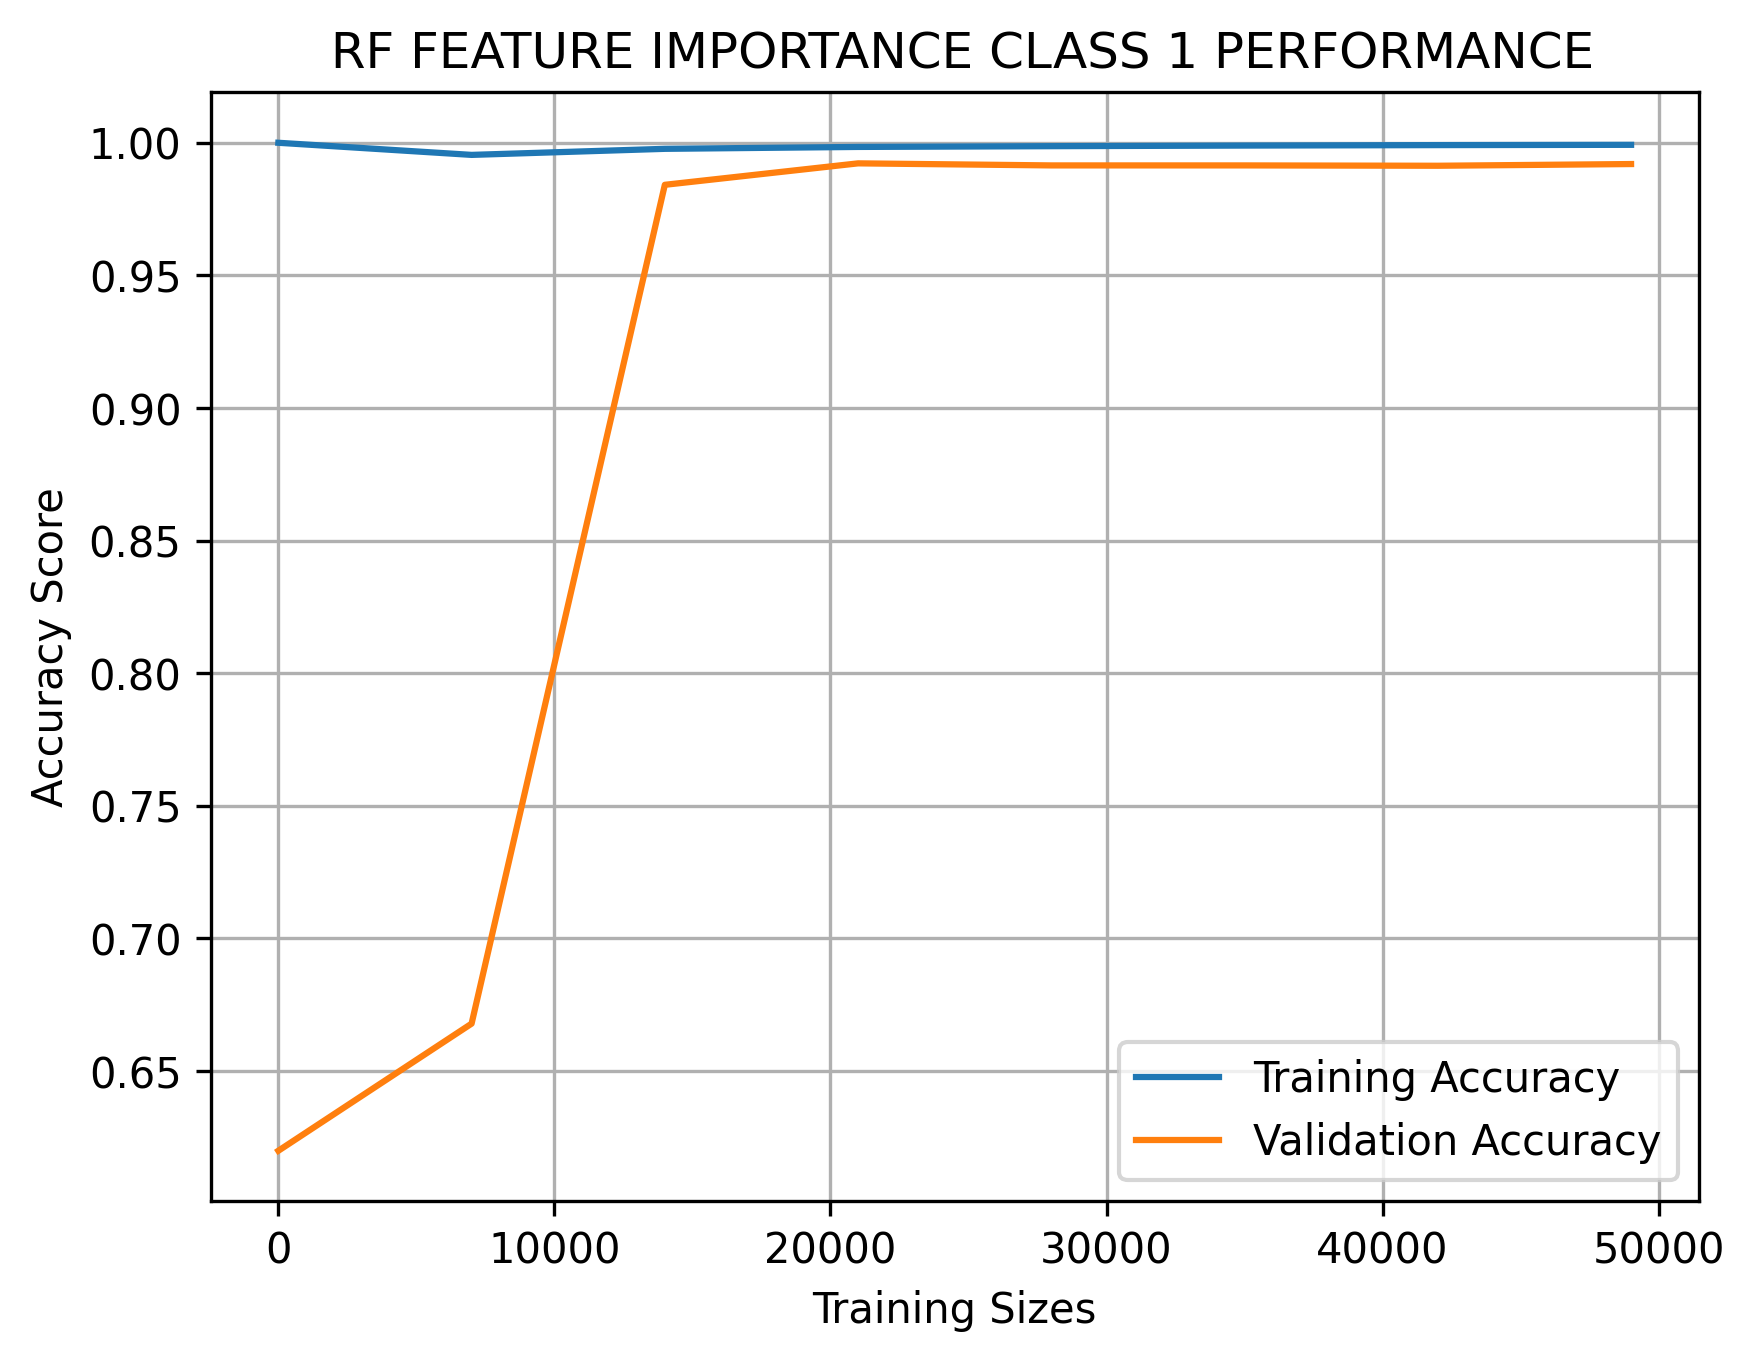 RF FEATURE IMPORTANCE CLASS 1 PERFORMANCE
1.00
0.95
0.90
0.85
0.80
0.75
0.70
0.65
Accuracy Score
Training Accuracy
Validation Accuracy
0 10000 20000 30000 40000 50000
Training Sizes